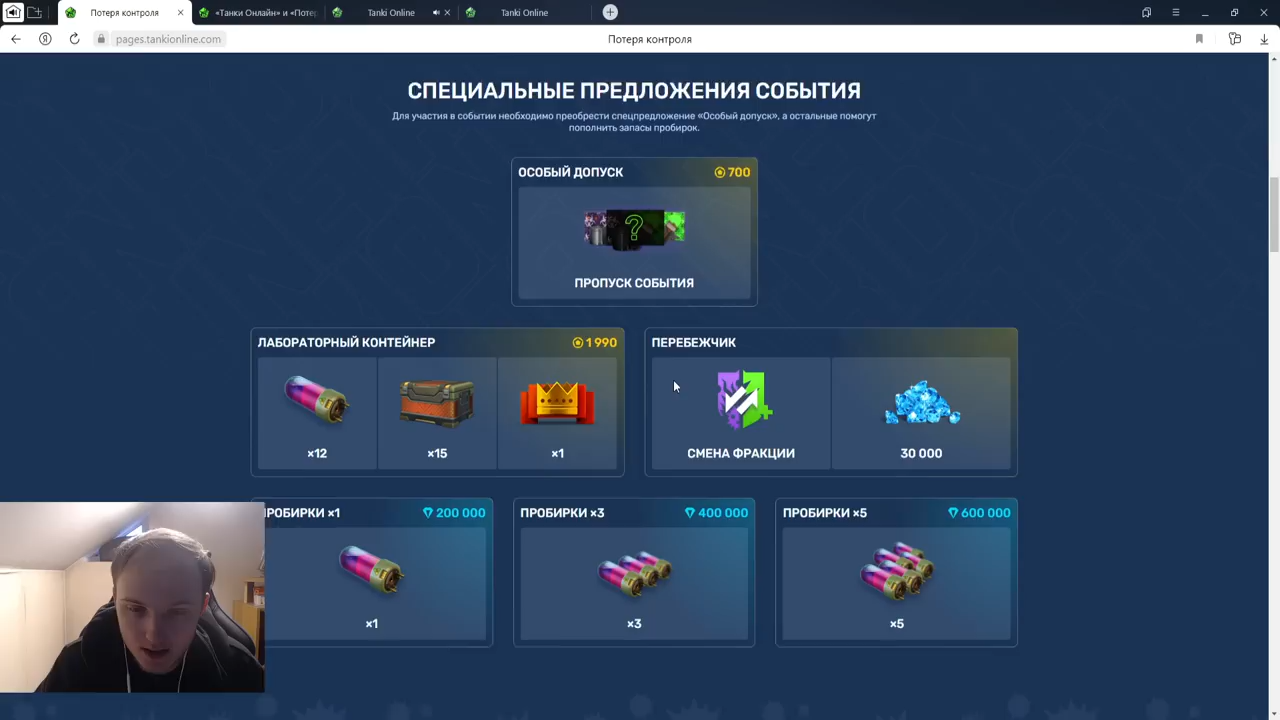 Потеря контроля
«Танки Онлайн» и «Потер
Tanki Online
Tanki Online
pages.tankionline.com
Потеря контроля
СПЕЦИАЛЬНЫЕ ПРЕДЛОЖЕНИЯ СОБЫТИЯ
Для участия в событии необходимо преобрести спецпредложение «Особый допуск», а остальные помогут
пополнить запасы пробирок.
ОСОБЫЙ ДОПУСК
700
?
ПРОПУСК СОБЫТИЯ
ЛАБОРАТОРНЫЙ КОНТЕЙНЕР
1 990
×12
×15
×1
ПЕРЕБЕЖЧИК
СМЕНА ФРАКЦИИ
30 000
ПРОБИРКИ ×1
200 000
×1
ПРОБИРКИ ×3
400 000
×3
ПРОБИРКИ ×5
600 000
×5